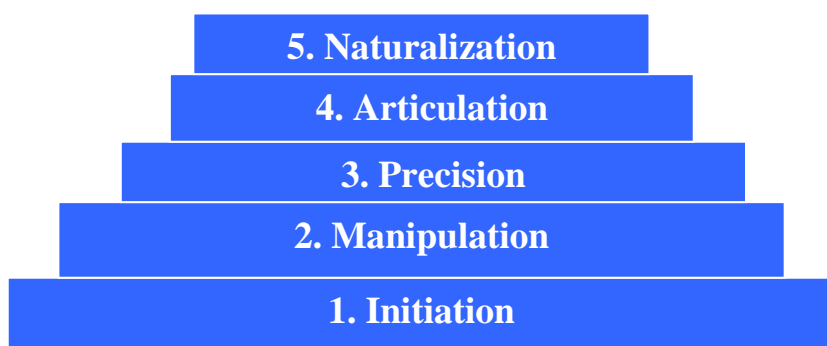 5. Naturalization
4. Articulation
3. Precision
2. Manipulation
1. Initiation